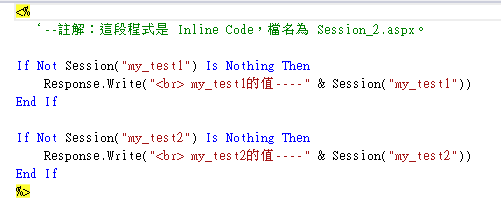 <%
'--註解：這段程式是 Inline Code，檔名為 Session_2.aspx。
If Not Session("my_test1") Is Nothing Then
Response.Write("<br> my_test1的值----" & Session("my_test1"))
End If
If Not Session("my_test2") Is Nothing Then
Response.Write("<br> my_test2的值----" & Session("my_test2"))
End If
%>